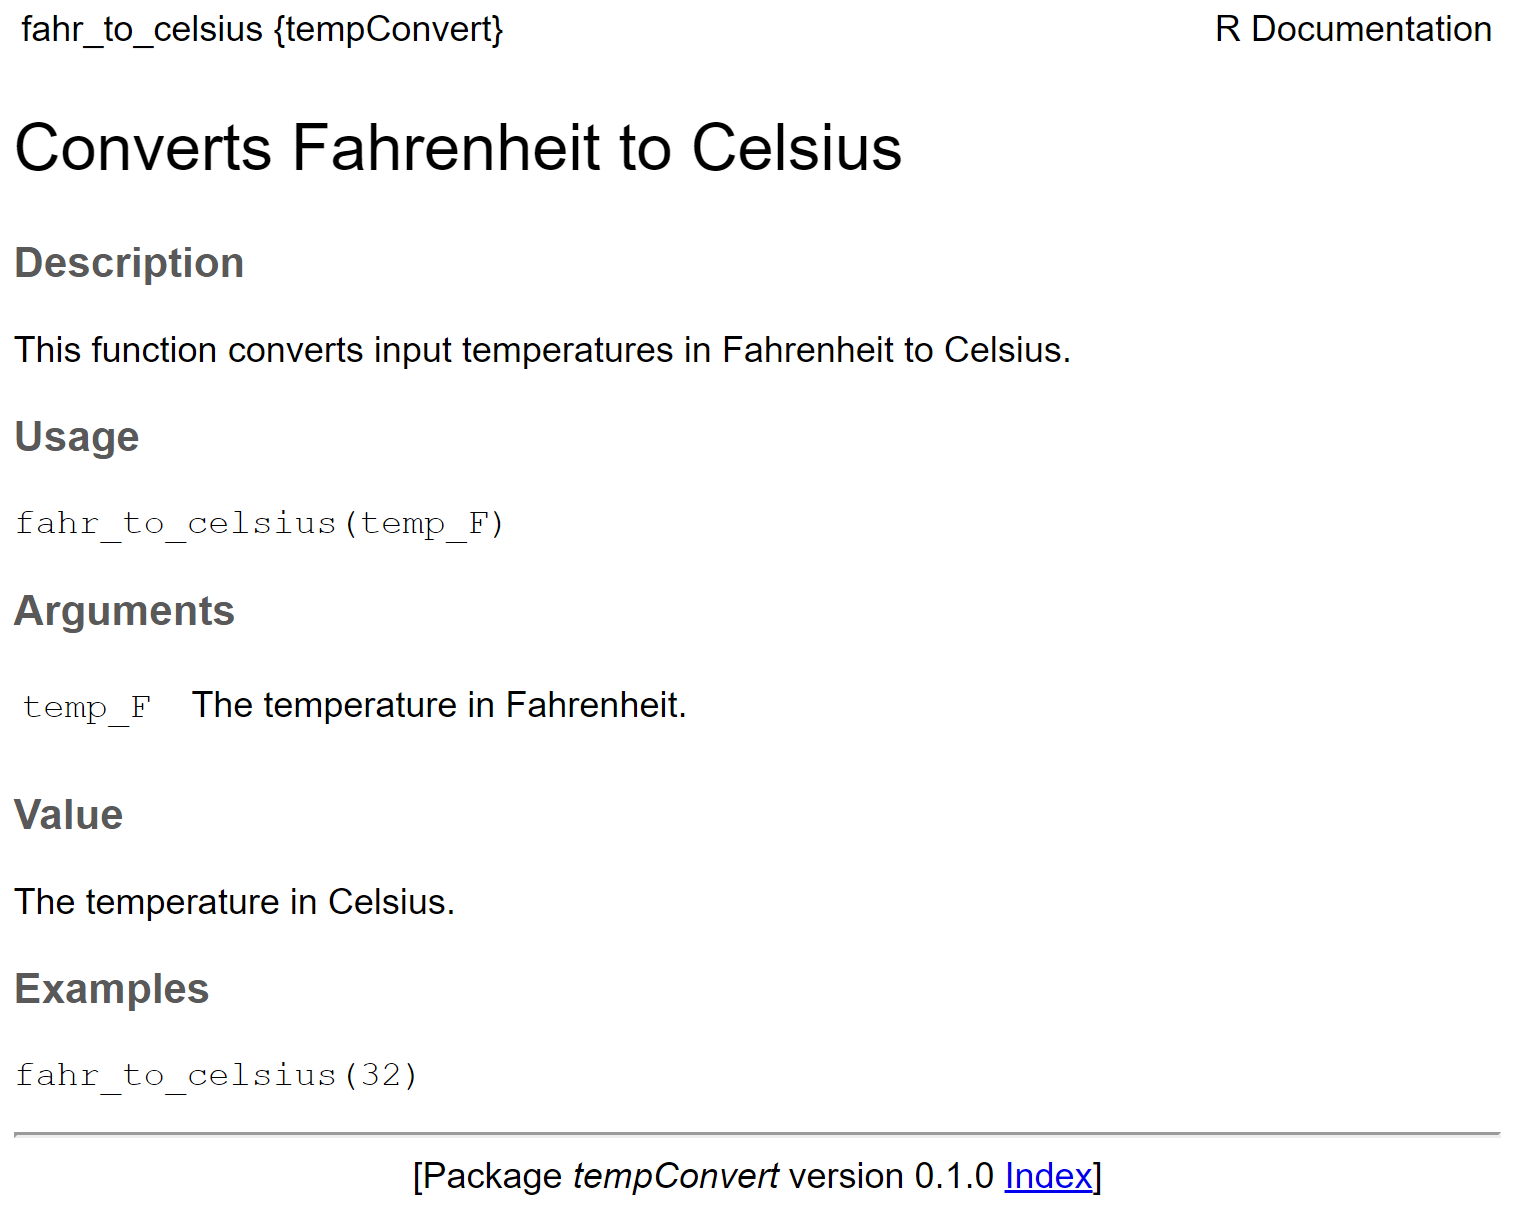 fahr_to_celsius {tempConvert} R Documentation
Converts Fahrenheit to Celsius
Description
This function converts input temperatures in Fahrenheit to Celsius.
Usage
fahr_to_celsius(temp_F)
Arguments
temp_F The temperature in Fahrenheit.
Value
The temperature in Celsius.
Examples
fahr_to_celsius(32)
[Package tempConvert version 0.1.0 Index]